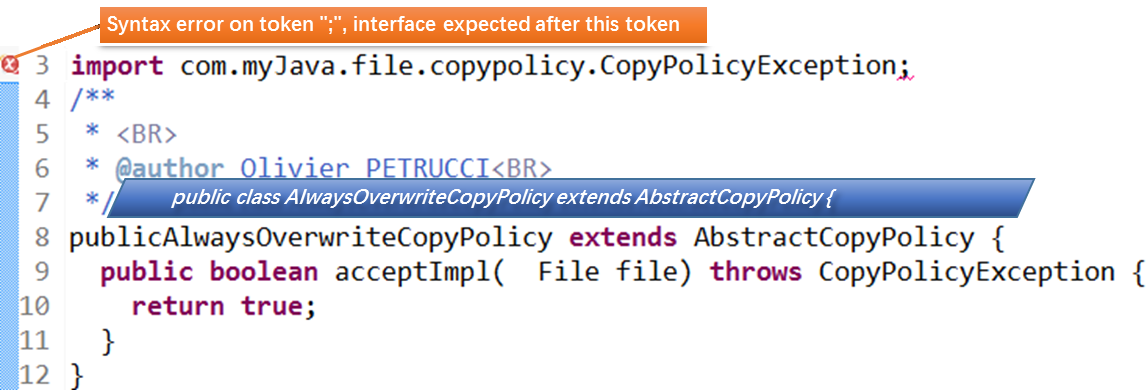 Syntax error on token ";", interface expected after this token
3 import com.myJava.file.copypolicy.CopyPolicyException;
4 /**
5 * <BR>
6 * @author Olivier PETRUCCI<BR>
7 */
public class AlwaysOverwriteCopyPolicy extends AbstractCopyPolicy {
8 publicAlwaysOverwriteCopyPolicy extends AbstractCopyPolicy {
9 public boolean acceptImpl( File file) throws CopyPolicyException {
10 return true;
11 }
12 }